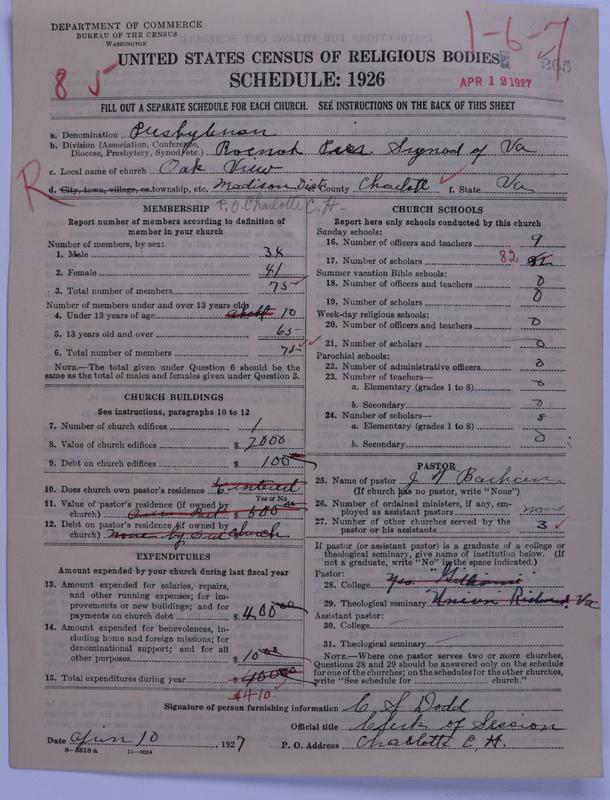 DEPARTMENT OF COMMERCE
BUREAU OF THE CENSUS
WASHINGTON
1-6-7
8 5
UNITED STATES CENSUS OF RELIGIOUS BODIES
SCHEDULE: 1926
APR 12 1927
FILL OUT A SEPARATE SCHEDULE FOR EACH CHURCH. SEE INSTRUCTIONS ON THE BACK OF THIS SHEET
a. Denomination Presbyterian
b. Division (Association, Conference, Diocese, Presbytery, Synod, etc.) Synod of Va
c. Local name of church Oak View
R
d. City, town, village, or township, etc. Madison Dist County Charlotte f. State Va
P.O. Charlotte C. H.
MEMBERSHIP
Report number of members according to definition of member in your church
Number of members, by sex:
1. Male 34
2. Female 41
3. Total number of members 75
Number of members under and over 13 years old:
4. Under 13 years of age about 10
5. 13 years old and over 65
6. Total number of members 75
NOTE.—The total given under Question 6 should be the same as the total of males and females given under Question 3.
CHURCH BUILDINGS
See instructions, paragraphs 10 to 12
7. Number of church edifices 1
8. Value of church edifices $ 2000
9. Debt on church edifices $ 100
10. Does church own pastor's residence
Yes or No
11. Value of pastor's residence (if owned by church) $ 500
12. Debt on pastor's residence (if owned by church) none by our church
EXPENDITURES
Amount expended by your church during last fiscal year
13. Amount expended for salaries, repairs, and other running expenses; for improvements or new buildings; and for payments on church debt $ 400 00
14. Amount expended for benevolences, including home and foreign missions; for denominational support; and for all other purposes $ 10 00
15. Total expenditures during year $ 400 00
$410
CHURCH SCHOOLS
Report here only schools conducted by this church
Sunday schools:
16. Number of officers and teachers 9
17. Number of scholars 82
Summer vacation Bible schools:
18. Number of officers and teachers 0
19. Number of scholars 0
Week-day religious schools:
20. Number of officers and teachers 0
21. Number of scholars 0
Parochial schools:
22. Number of administrative officers 0
23. Number of teachers—
a. Elementary (grades 1 to 8) 0
b. Secondary 0
24. Number of scholars—
a. Elementary (grades 1 to 8)
b. Secondary 0
PASTOR
25. Name of pastor J
(If church has no pastor, write "None")
26. Number of ordained ministers, if any, employed as assistant pastors none
27. Number of other churches served by the pastor or his assistants 3
If pastor (or assistant pastor) is a graduate of a college or theological seminary, give name of institution below. (If not a graduate, write "No" in the space indicated.)
Pastor:
28. College yes
29. Theological seminary Union Richmd, Va
Assistant pastor:
30. College
31. Theological seminary
NOTE.—Where one pastor serves two or more churches, Questions 28 and 29 should be answered only on the schedule for one of the churches; on the schedules for the other churches, write "See schedule for church."
Signature of person furnishing information C S Dodd
Official title Clerk of Session
Date April 10, 1927 P. O. Address Charlotte C. H.
8-5318 a 11-9054